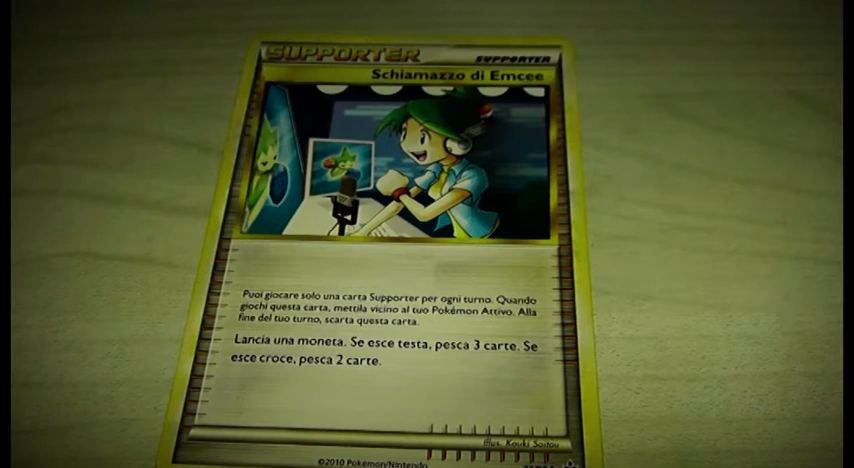 SUPPORTER SUPPORTER
Schiamazzo di Emcee
Puoi giocare solo una carta Supporter per ogni turno. Quando
giochi questa carta, mettila vicino al tuo Pokémon Attivo. Alla
fine del tuo turno, scarta questa carta.
Lancia una moneta. Se esce testa, pesca 3 carte. Se
esce croce, pesca 2 carte.
Illus. Kouki Saitou
©2010 Pokémon/Nintendo